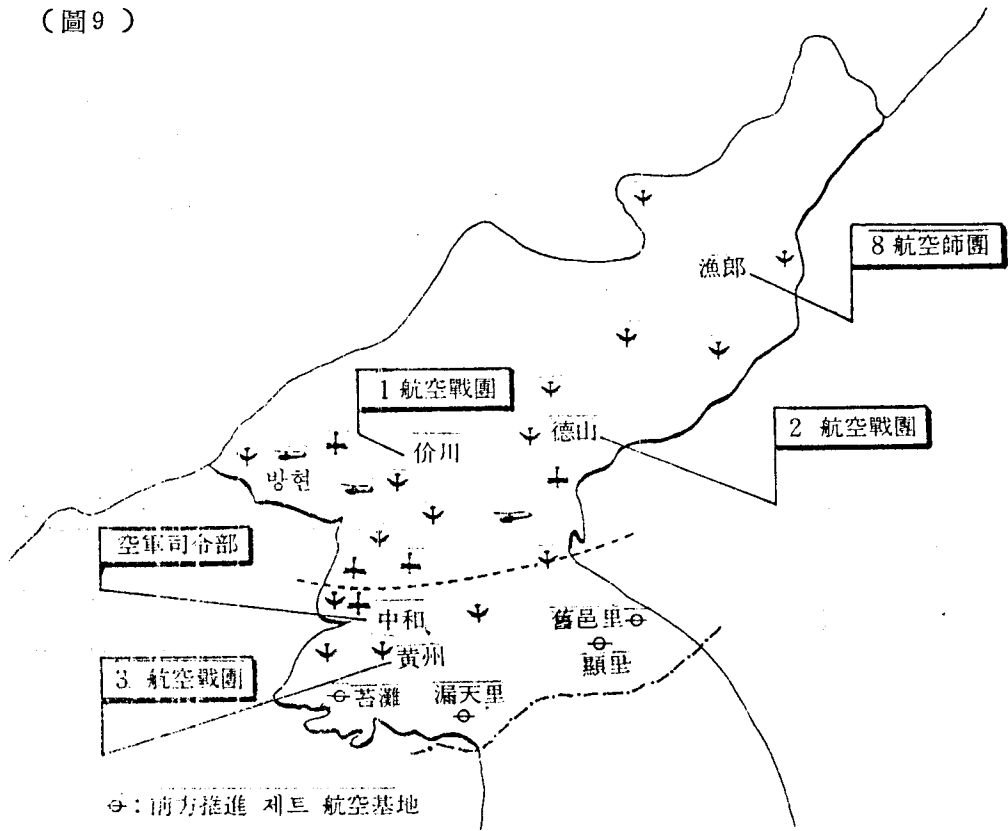 （圖9 ）
8 航空師團
漁郎
1 航空戰團
价川
德山
2 航空戰團
방현
空軍司令部
中和
舊邑里
黃州
顯里
3 航空戰團
苔灘
漏天里
: 前方推進 제트 航空基地